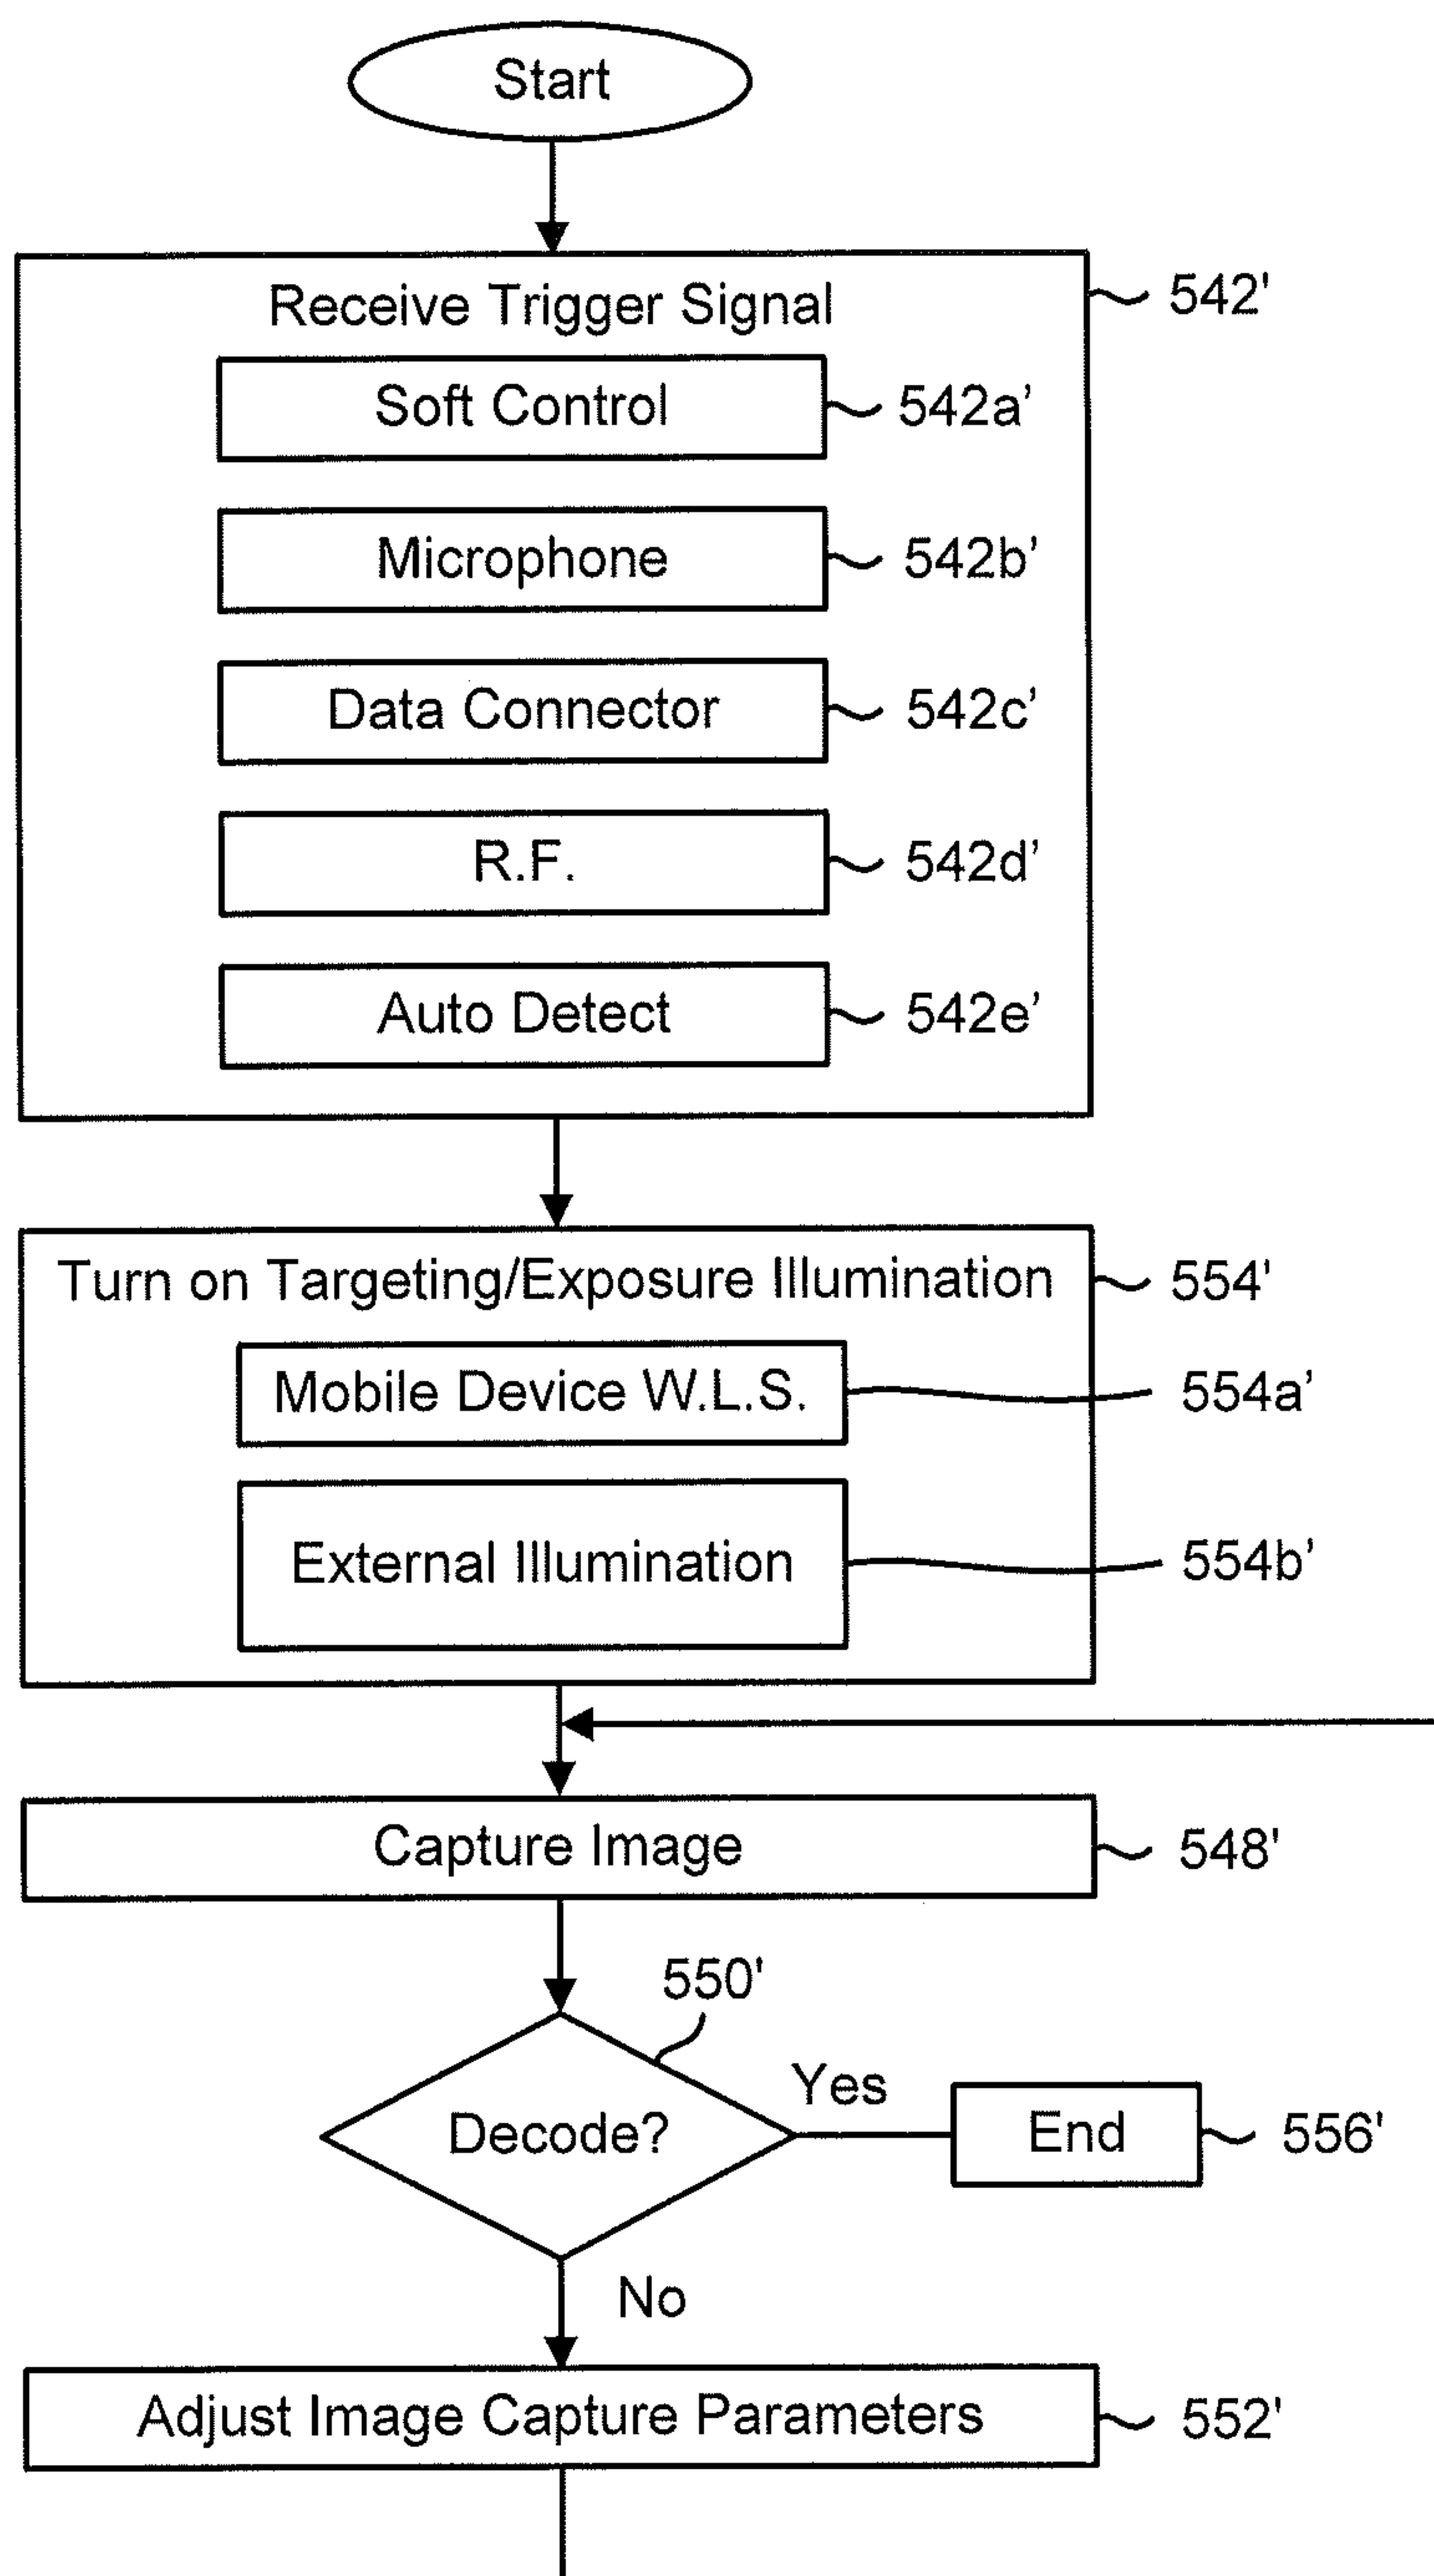 Start
Receive Trigger Signal
542'
Soft Control
542a’
Microphone
542b’
Data Connector
542c’
R.F.
542d’
Auto Detect
542e’
Turn on Targeting/Exposure Illumination
554'
Mobile Device W.L.S.
554a’
External Illumination
554b’
Capture Image
548'
550'
Decode?
Yes
End
556'
No
Adjust Image Capture Parameters
552'